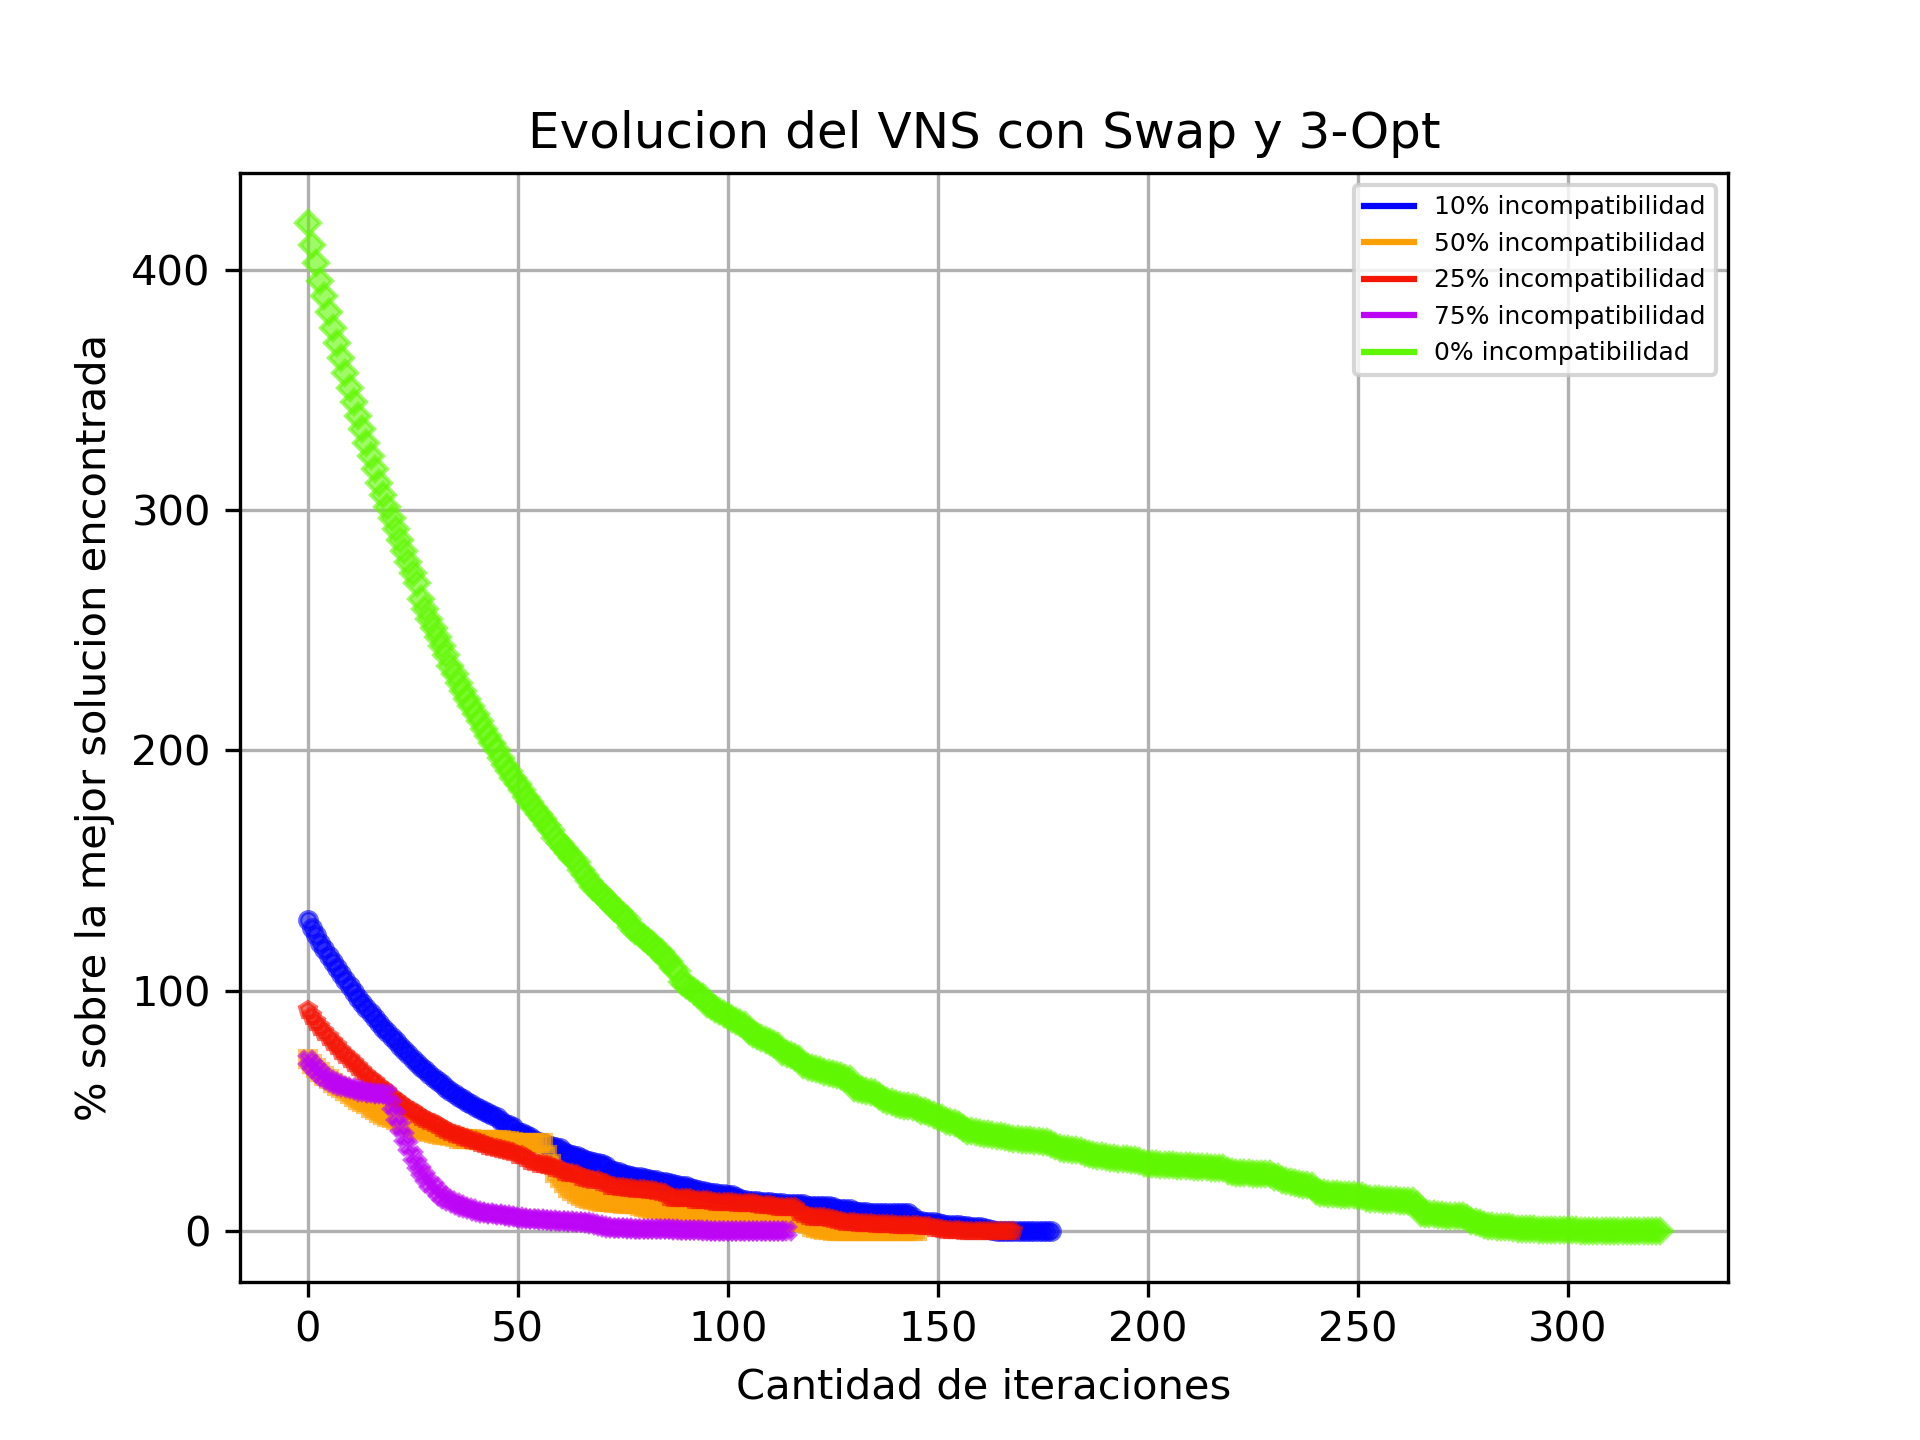 Evolucion del VNS con Swap y 3-Opt
10% incompatibilidad
50% incompatibilidad
25% incompatibilidad
75% incompatibilidad
0% incompatibilidad
% sobre la mejor solucion encontrada
400
300
200
100
0
0 50 100 150 200 250 300
Cantidad de iteraciones